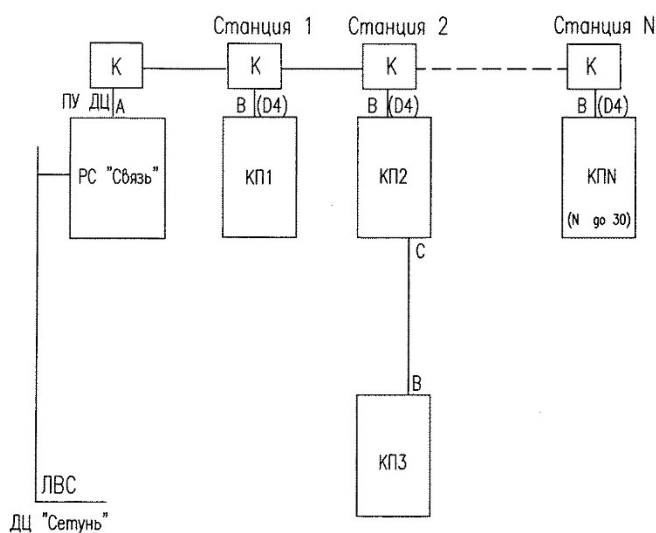 Станция 1
Станция 2
Станция N
К
К
К
К
ПУ ДЦ
А
В (D4)
В (D4)
В (D4)
РС "Связь"
КП1
КП2
КПN
(N до 30)
С
В
КП3
ЛВС
ДЦ "Сетунь"